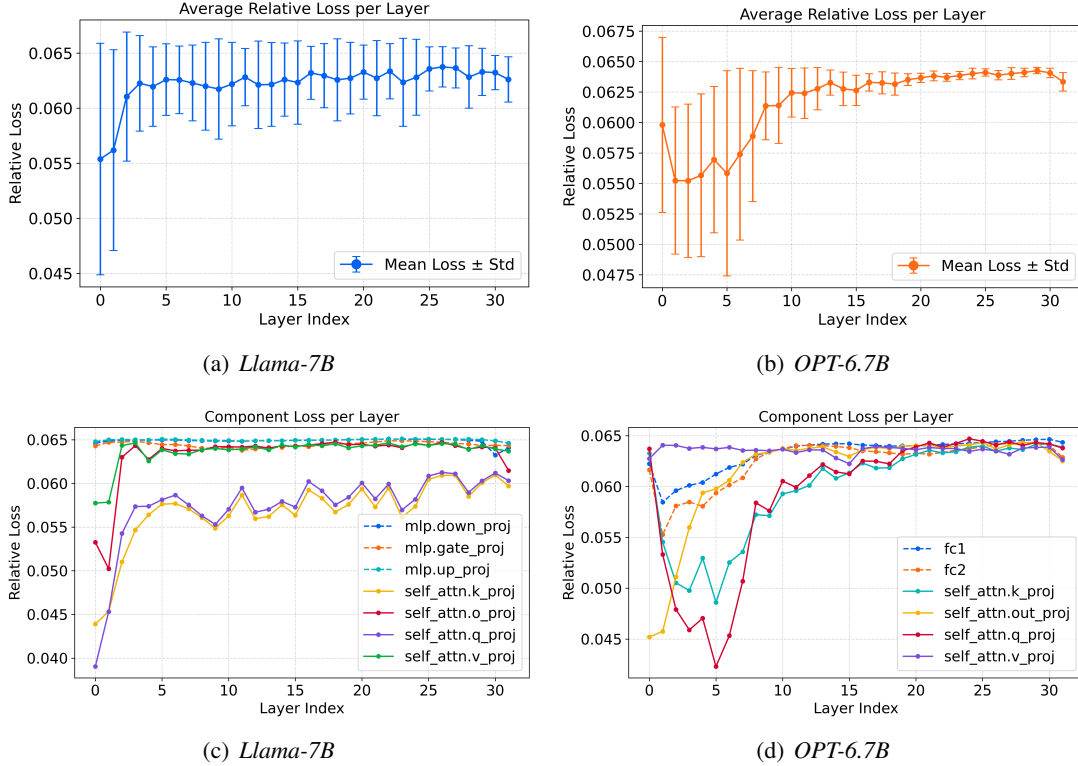 Average Relative Loss per Layer
0.065
0.060
0.055
0.050
0.045
Relative Loss
0 5 10 15 20 25 30
Layer Index
Mean Loss ± Std
(a) Llama-7B
Average Relative Loss per Layer
0.0675
0.0650
0.0625
0.0600
0.0575
0.0550
0.0525
0.0500
0.0475
Relative Loss
0 5 10 15 20 25 30
Layer Index
Mean Loss ± Std
(b) OPT-6.7B
Component Loss per Layer
0.065
0.060
0.055
0.050
0.045
0.040
Relative Loss
0 5 10 15 20 25 30
Layer Index
mlp.down_proj
mlp.gate_proj
mlp.up_proj
self_attn.k_proj
self_attn.o_proj
self_attn.q_proj
self_attn.v_proj
(c) Llama-7B
Component Loss per Layer
0.065
0.060
0.055
0.050
0.045
Relative Loss
0 5 10 15 20 25 30
Layer Index
fc1
fc2
self_attn.k_proj
self_attn.out_proj
self_attn.q_proj
self_attn.v_proj
(d) OPT-6.7B